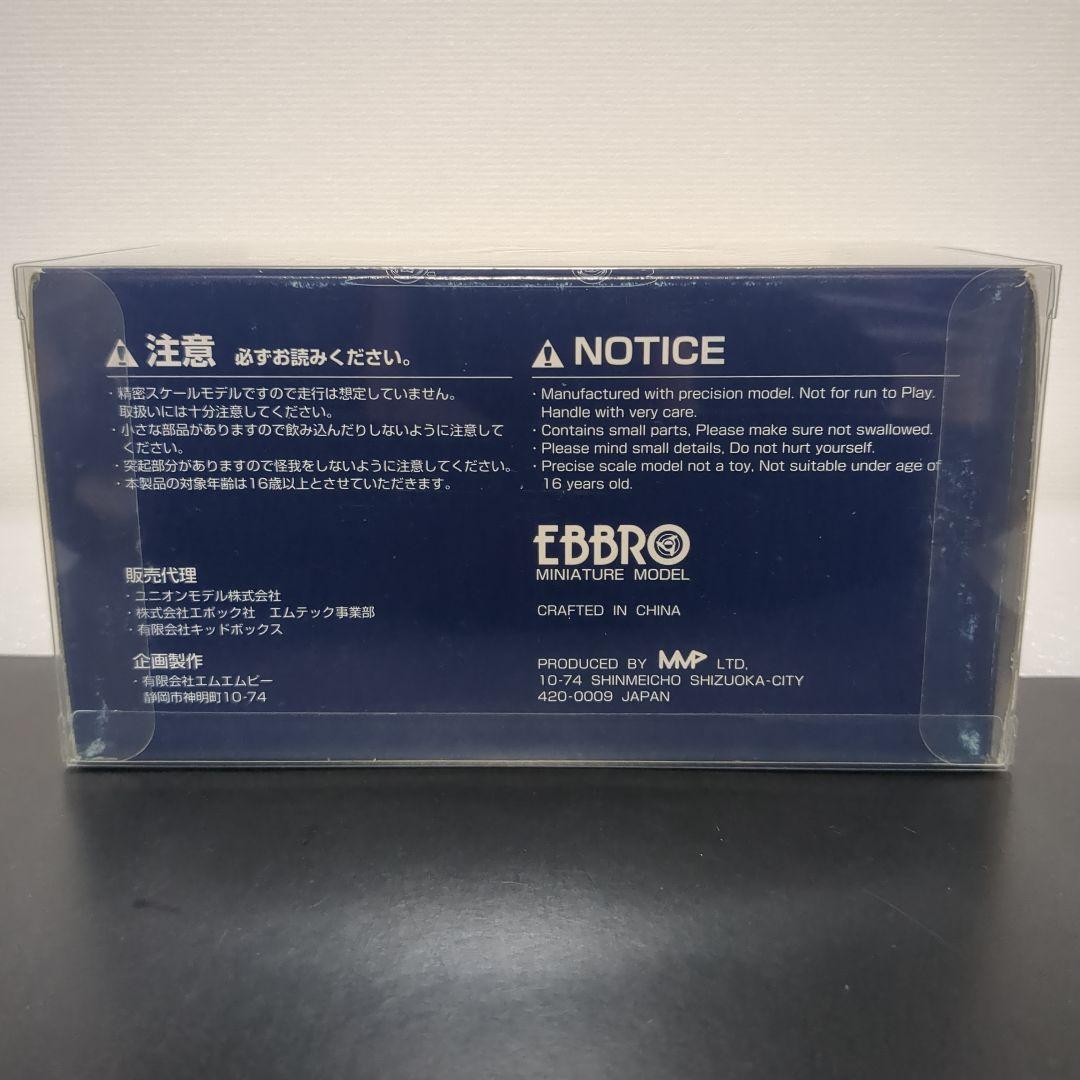 注意 必ずお読みください。
・精密スケールモデルですので走行は想定していません。
取扱いには十分注意してください。
・小さな部品がありますので飲み込んだりしないように注意して
ください。
・突起部分がありますので怪我をしないように注意してください。
・本製品の対象年齢は16歳以上とさせていただきます。
販売代理
・ユニオンモデル株式会社
・株式会社エポック社 エムテック事業部
・有限会社キッドボックス
企画製作
・有限会社エムエムピー
静岡市神明町10-74
NOTICE
・Manufactured with precision model. Not for run to Play.
Handle with very care.
・Contains small parts, Please make sure not swallowed.
・Please mind small details, Do not hurt yourself.
・Precise scale model not a toy, Not suitable under age of
16 years old.
EBBRO
MINIATURE MODEL
CRAFTED IN CHINA
PRODUCED BY MMP LTD,
10-74 SHINMEICHO SHIZUOKA-CITY
420-0009 JAPAN